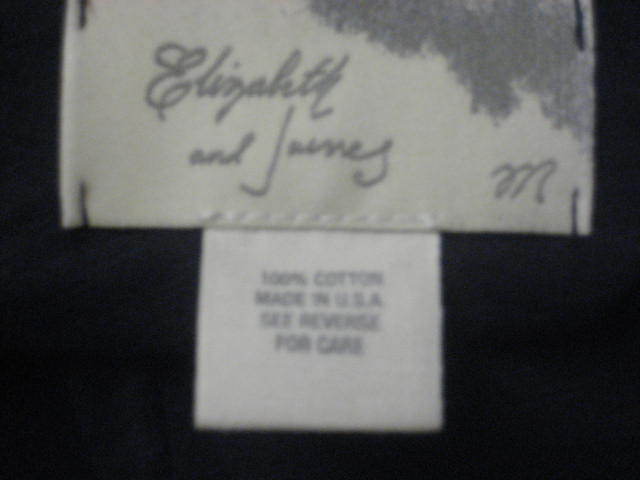 Elizabeth
and James
M
100% COTTON
MADE IN U.S.A
SEE REVERSE
FOR CARE